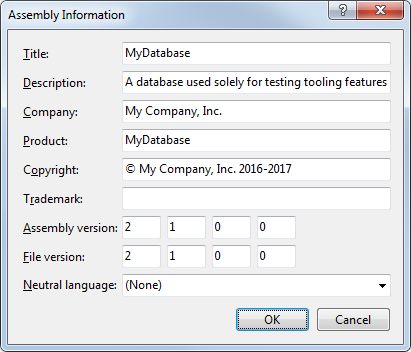 Assembly Information
?
Title: MyDatabase
Description: A database used solely for testing tooling features
Company: My Company, Inc.
Product: MyDatabase
Copyright: © My Company, Inc. 2016-2017
Trademark:
Assembly version: 2 1 0 0
File version: 2 1 0 0
Neutral language: (None)
OK Cancel